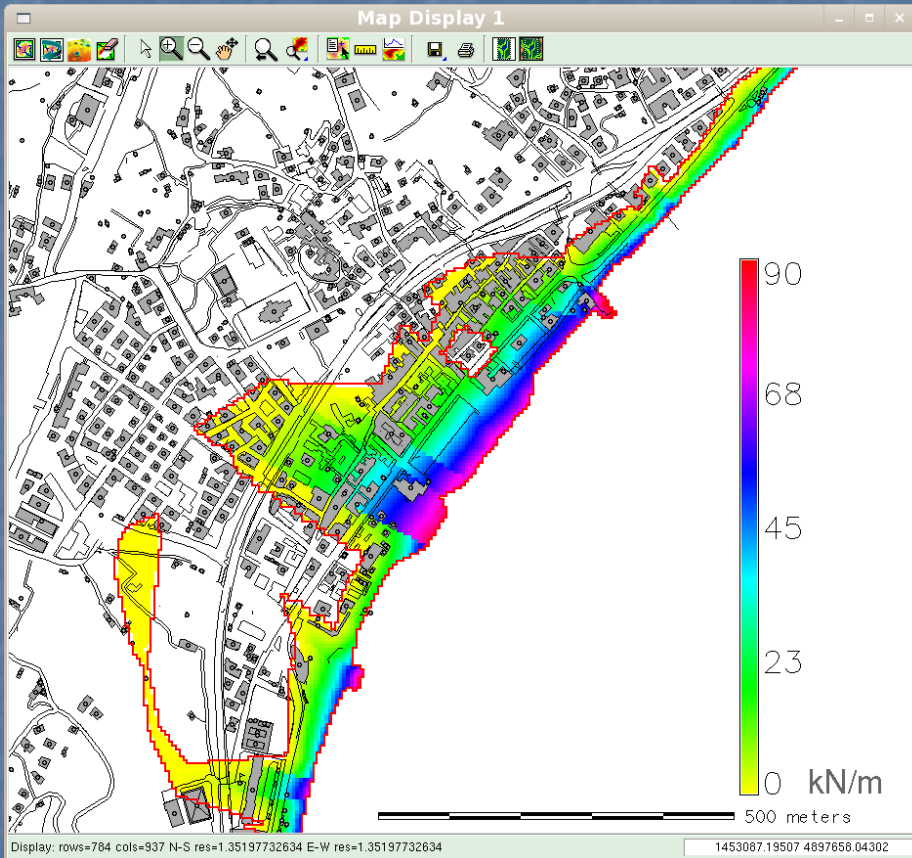 Map Display 1
90
68
45
23
0 kN/m
500 meters
Display: rows=784 cols=937 N-S res=1.35197732634 E-W res=1.35197732634
1453087.19507 4897658.04302